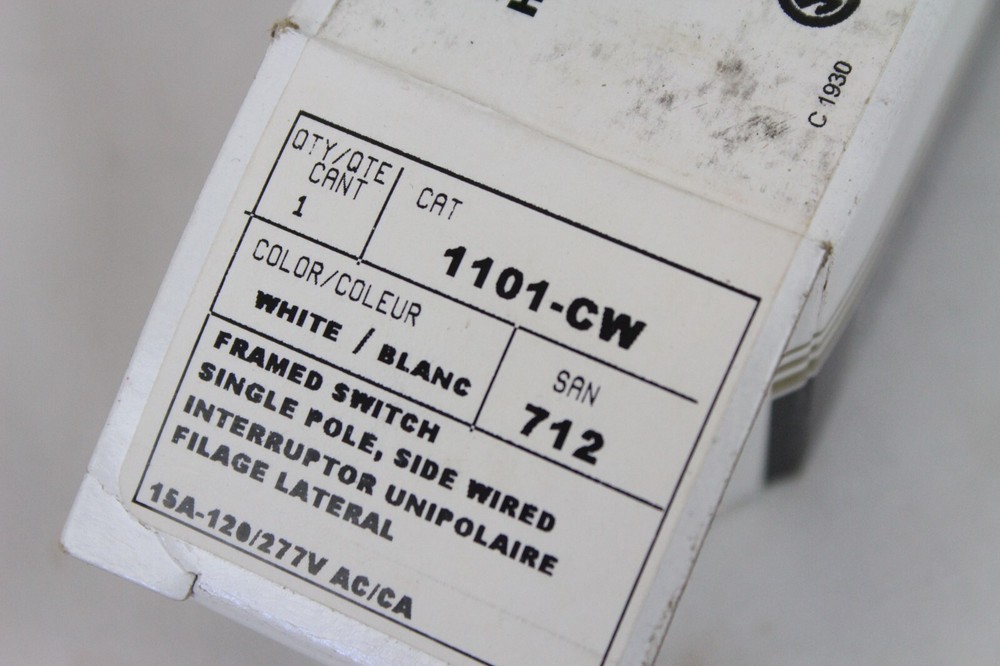 C 1930
QTY/QTE
CANT
1
CAT
1101-CW
COLOR/COLEUR
WHITE / BLANC
SAN
712
FRAMED SWITCH
SINGLE POLE, SIDE WIRED
INTERRUPTOR UNIPOLAIRE
FILAGE LATERAL
15A-120/277V AC/CA